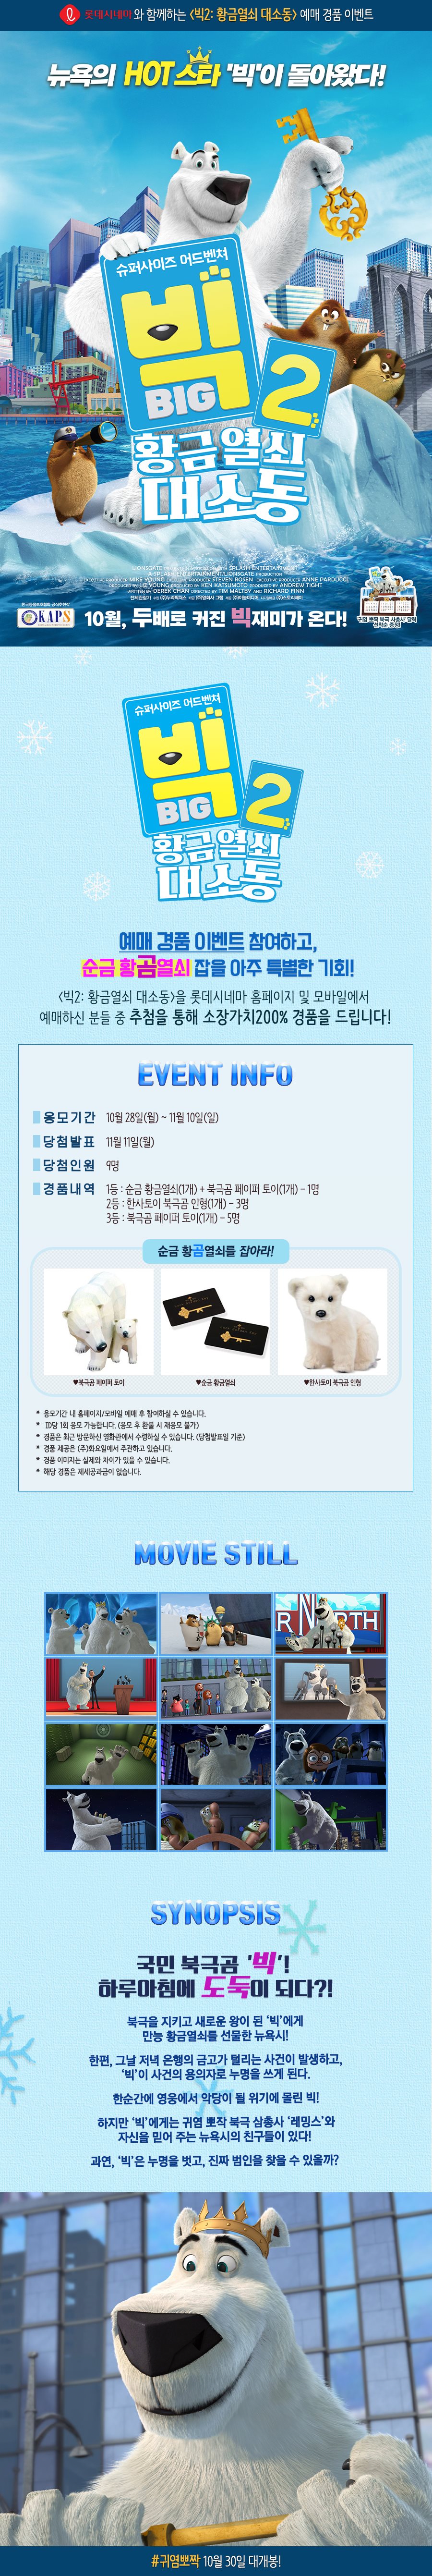 롯데시네마와 함께하는 <빅2: 황금열쇠 대소동> 예매 경품 이벤트
뉴욕의 HOT스타 '빅'이 돌아왔다!
슈퍼사이즈 어드벤쳐
빅
BIG
2
황금열쇠
대소동
WRITTEN BY DEREK CHAN DIRECTED BY TIM MALTBY AND RICHARD FINN
KAPS
10월, 두배로 커진 빅재미가 온다!
슈퍼사이즈 어드벤쳐
빅
BIG
2
황금열쇠
대소동
예매 경품 이벤트 참여하고,
순금 황곰열쇠 잡을 아주 특별한 기회!
<빅2: 황금열쇠 대소동>을 롯데시네마 홈페이지 및 모바일에서
예매하신 분들 중 추첨을 통해 소장가치200% 경품을 드립니다!
EVENT INFO
응모기간 10월 28일(월) ~ 11월 10일(일)
당첨발표 11월 11일(월)
당첨인원 9명
경품내역 1등 : 순금 황금열쇠(1개) + 북극곰 페이퍼 토이(1개) - 1명
2등 : 한사토이 북극곰 인형(1개) - 3명
3등 : 북극곰 페이퍼 토이(1개) - 5명
순금 황곰열쇠를 잡아라!
♥북극곰 페이퍼 토이
♥순금 황금열쇠
♥한사토이 북극곰 인형
* 응모기간 내 홈페이지/모바일 예매 후 참여하실 수 있습니다.
* ID당 1회 응모 가능합니다. (응모 후 환불 시 재응모 불가)
* 경품은 최근 방문하신 영화관에서 수령하실 수 있습니다. (당첨발표일 기준)
* 경품 제공은 (주)화요일에서 주관하고 있습니다.
* 경품 이미지는 실제와 차이가 있을 수 있습니다.
* 해당 경품은 제세공과금이 없습니다.
MOVIE STILL
SYNOPSIS
국민 북극곰 '빅'!
하루아침에 도둑이 되다?!
북극을 지키고 새로운 왕이 된 '빅'에게
만능 황금열쇠를 선물한 뉴욕시!
한편, 그날 저녁 은행의 금고가 털리는 사건이 발생하고,
'빅'이 사건의 용의자로 누명을 쓰게 된다.
한순간에 영웅에서 악당이 될 위기에 몰린 빅!
하지만 '빅'에게는 귀염 뽀작 북극 삼총사 '레밍스'와
자신을 믿어 주는 뉴욕시의 친구들이 있다!
과연, '빅'은 누명을 벗고, 진짜 범인을 찾을 수 있을까?
#귀염뽀짝 10월 30일 대개봉!